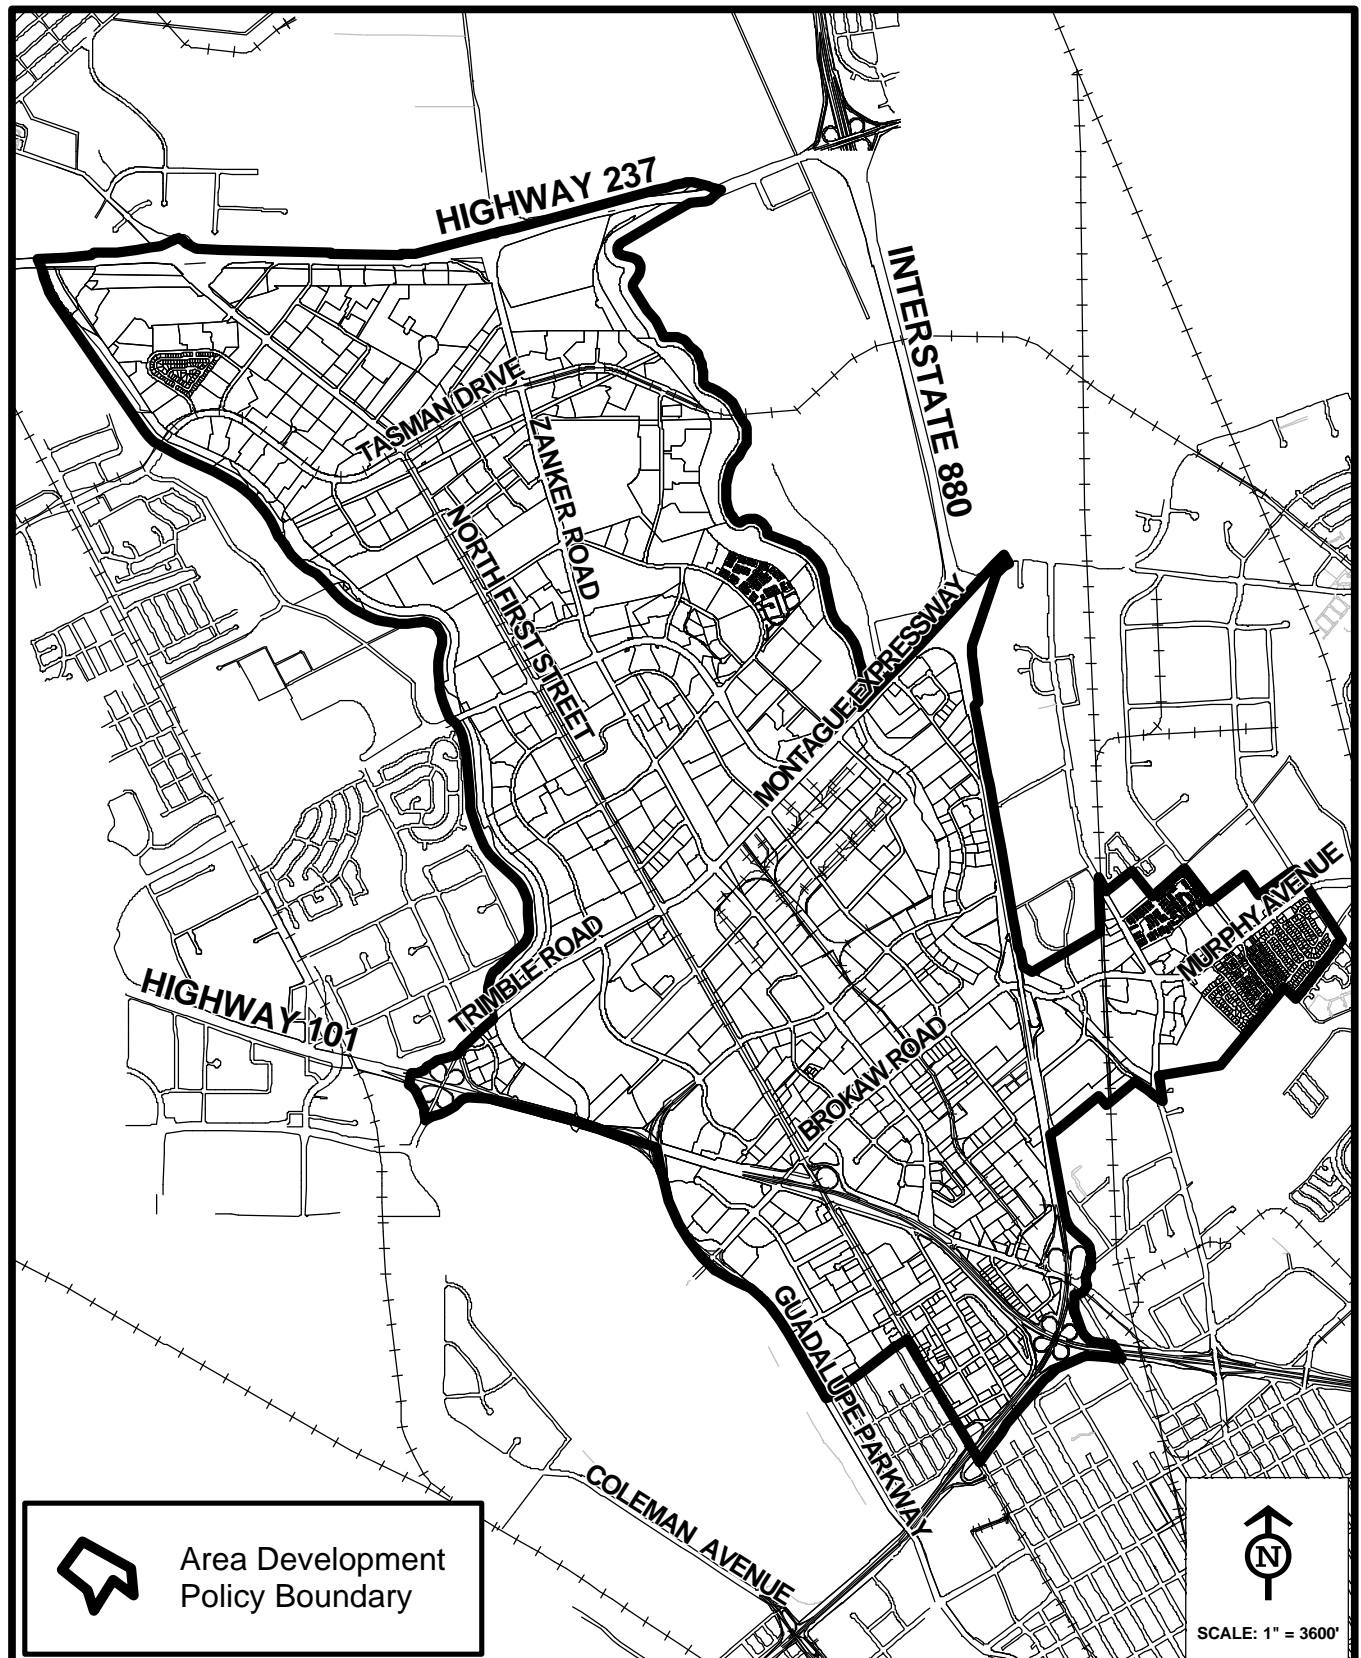 HIGHWAY 237
INTERSTATE 880
TASMAN DRIVE
ZANKER ROAD
NORTH FIRST STREET
MONTAGUE EXPRESSWAY
MURPHY AVENUE
TRIMBLE ROAD
HIGHWAY 101
BROKAW ROAD
GUADALUPE PARKWAY
COLEMAN AVENUE
Area Development
Policy Boundary
N
SCALE: 1" = 3600'